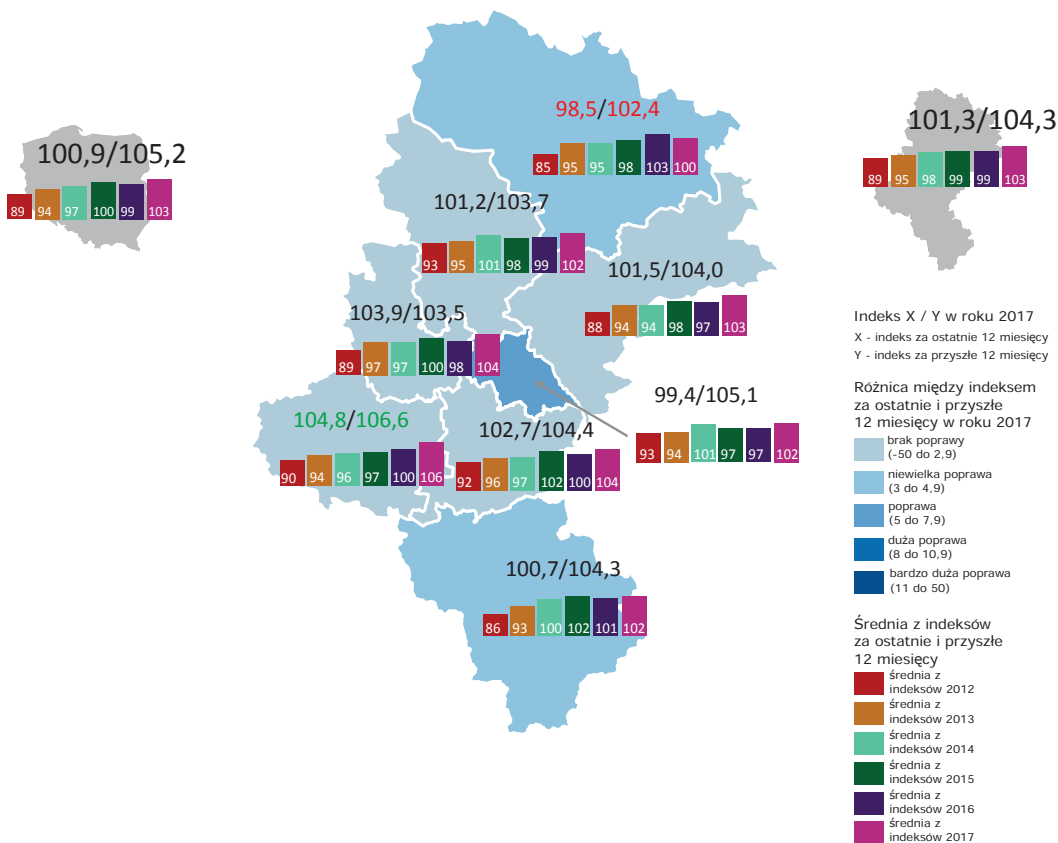 98,5/102,4
85 95 95 98 103 100
100,9/105,2
89 94 97 100 99 103
101,3/104,3
89 95 98 99 99 103
101,2/103,7
93 95 101 98 99 102
101,5/104,0
88 94 94 98 97 103
103,9/103,5
89 97 97 100 98 104
99,4/105,1
93 94 101 97 97 102
104,8/106,6
90 94 96 97 100 106
102,7/104,4
92 96 97 102 100 104
100,7/104,3
86 93 100 102 101 102
Indeks X / Y w roku 2017
X - indeks za ostatnie 12 miesięcy
Y - indeks za przyszłe 12 miesięcy
Różnica między indeksem
za ostatnie i przyszłe
12 miesięcy w roku 2017
brak poprawy
(-50 do 2,9)
niewielka poprawa
(3 do 4,9)
poprawa
(5 do 7,9)
duża poprawa
(8 do 10,9)
bardzo duża poprawa
(11 do 50)
Średnia z indeksów
za ostatnie i przyszłe
12 miesięcy
średnia z
indeksów 2012
średnia z
indeksów 2013
średnia z
indeksów 2014
średnia z
indeksów 2015
średnia z
indeksów 2016
średnia z
indeksów 2017